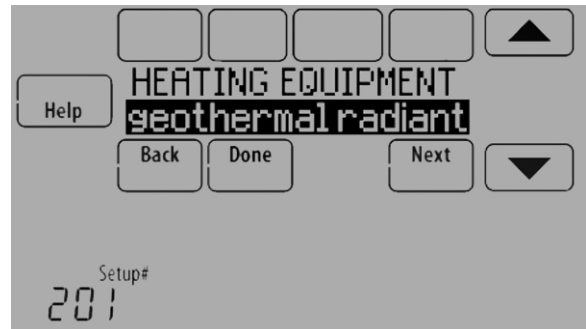 HEATING EQUIPMENT
Help
geothermal radiant
Back Done Next
Setup#
201